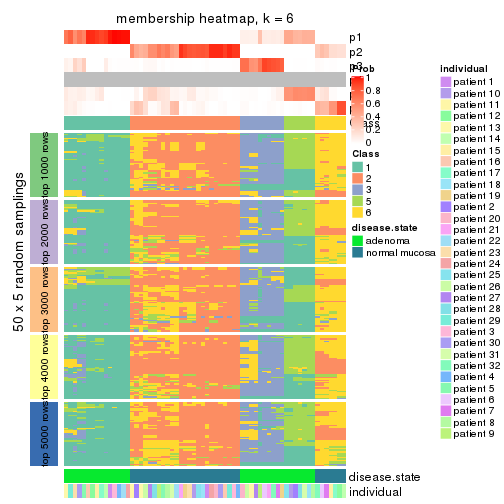 membership heatmap, k = 6
p1
p2
p3
Prob
1
0.8
0.6
0.4
0.2
0
Class
1
2
3
5
6
disease.state
adenoma
normal mucosa
individual
patient 1
patient 10
patient 11
patient 12
patient 13
patient 14
patient 15
patient 16
patient 17
patient 18
patient 19
patient 2
patient 20
patient 21
patient 22
patient 23
patient 24
patient 25
patient 26
patient 27
patient 28
patient 29
patient 3
patient 30
patient 31
patient 32
patient 4
patient 5
patient 6
patient 7
patient 8
patient 9
50 x 5 random samplings
top 1000 rows
top 2000 rows
top 3000 rows
top 4000 rows
top 5000 rows
disease.state
individual